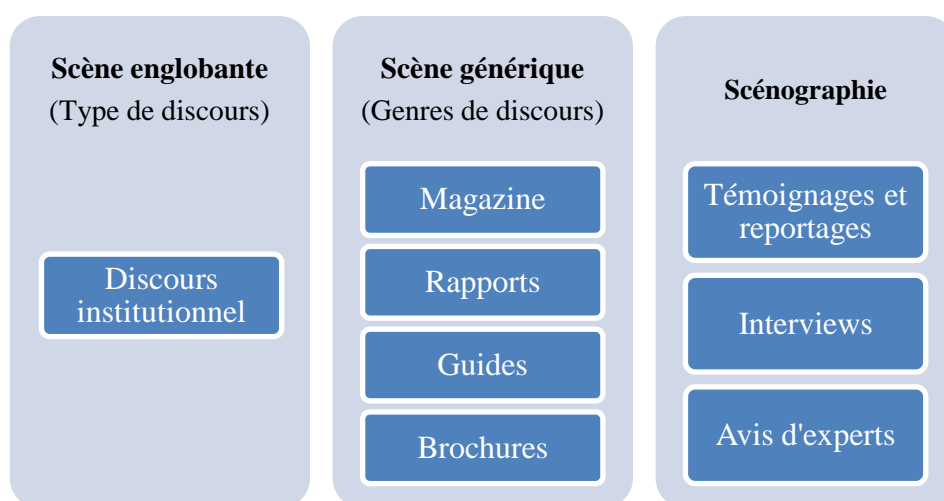 Scène englobante
(Type de discours)
Discours
institutionnel
Scène générique
(Genres de discours)
Magazine
Rapports
Guides
Brochures
Scénographie
Témoignages et
reportages
Interviews
Avis d'experts